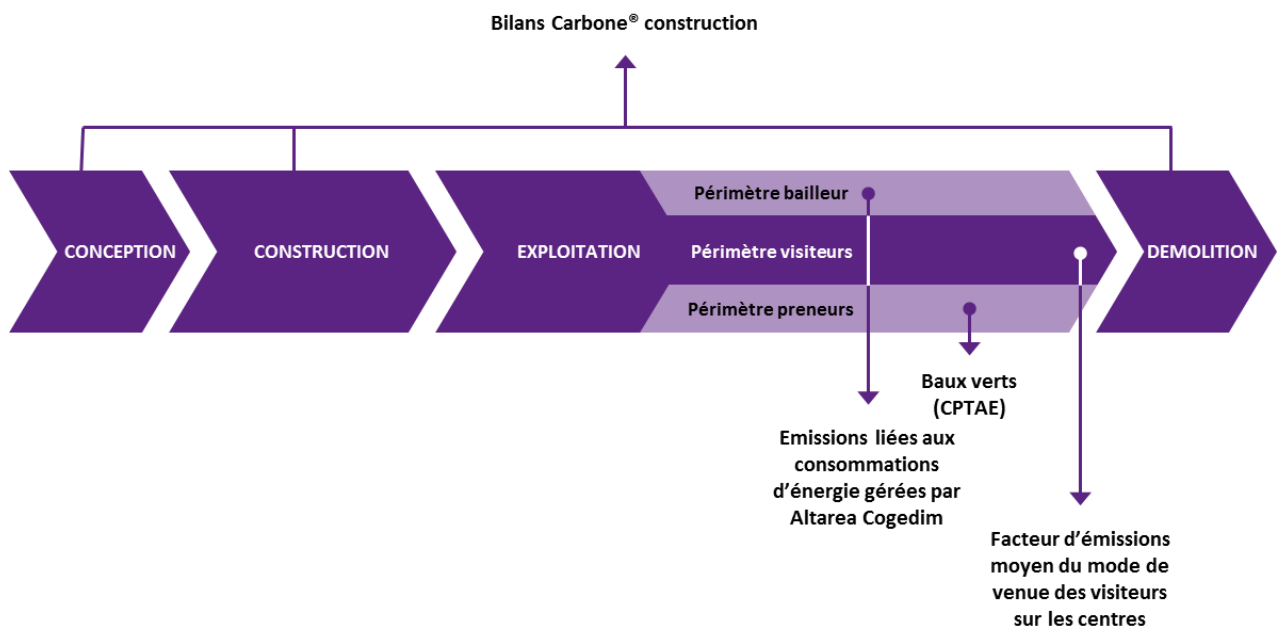 Bilans Carbone® construction
CONCEPTION
CONSTRUCTION
EXPLOITATION
Périmètre bailleur
Périmètre visiteurs
Périmètre preneurs
DEMOLITION
Baux verts
(CPTAE)
Emissions liées aux
consommations
d’énergie gérées par
Altarea Cogedim
Facteur d’émissions
moyen du mode de
venue des visiteurs
sur les centres